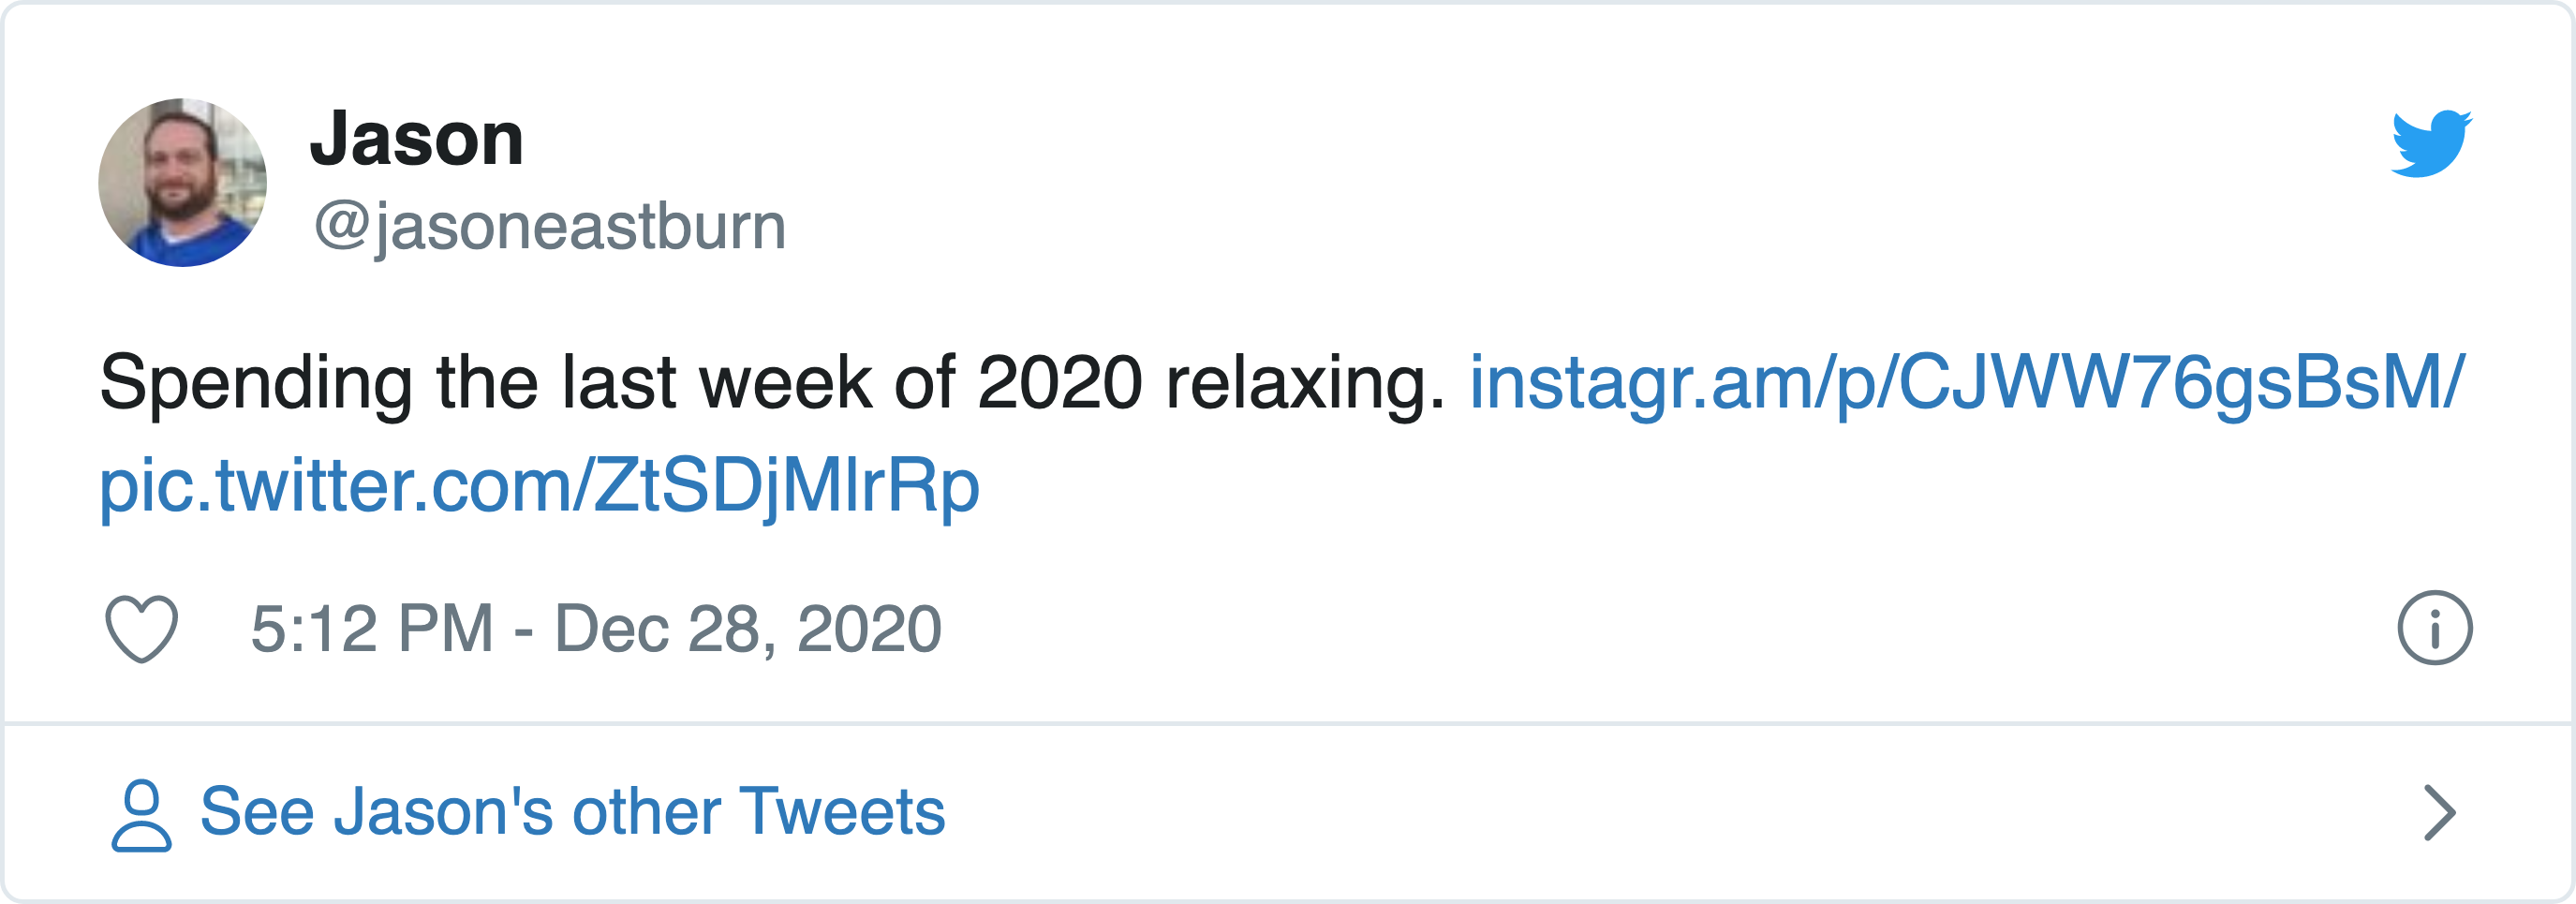 Jason
@jasoneastburn
Spending the last week of 2020 relaxing. instagr.am/p/CJWW76gsBsM/
pic.twitter.com/ZtSDjMIrRp
5:12 PM - Dec 28, 2020
See Jason's other Tweets